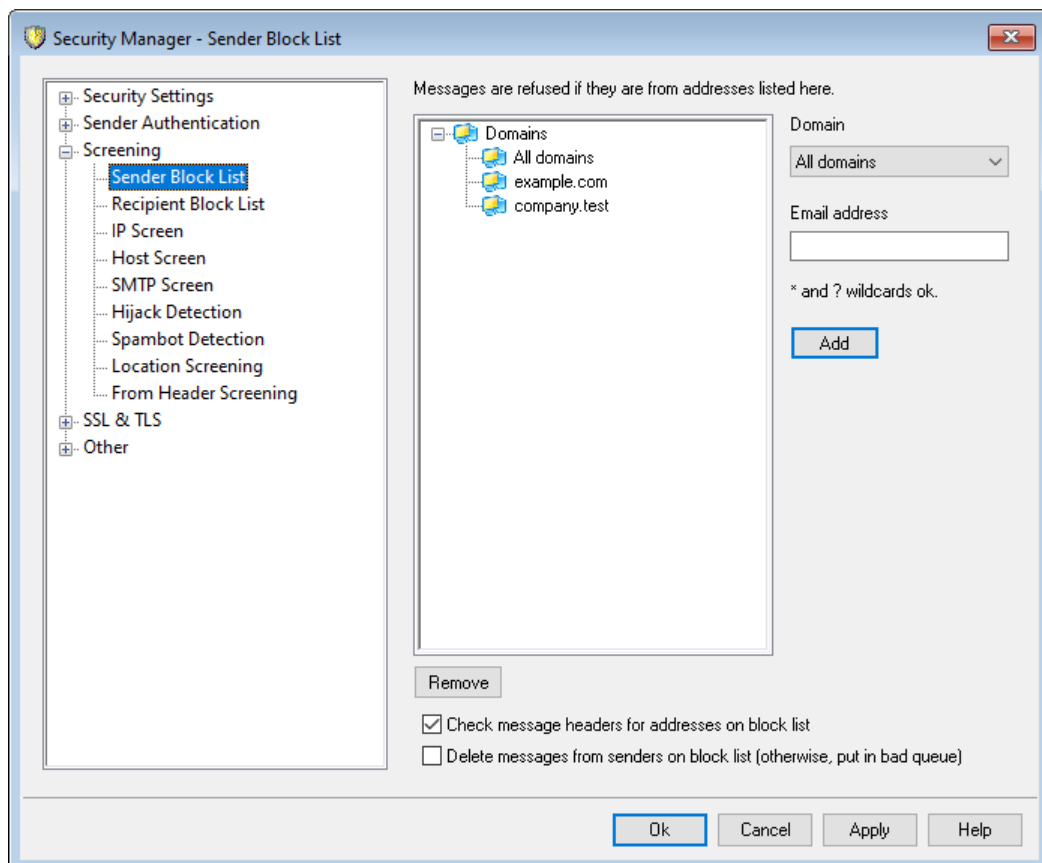 Security Manager - Sender Block List
Security Settings
Sender Authentication
Screening
Sender Block List
Recipient Block List
IP Screen
Host Screen
SMTP Screen
Hijack Detection
Spambot Detection
Location Screening
From Header Screening
SSL & TLS
Other
Messages are refused if they are from addresses listed here.
Domains
All domains
example.com
company.test
Domain
All domains
Email address
* and ? wildcards ok.
Add
Remove
Check message headers for addresses on block list
Delete messages from senders on block list (otherwise, put in bad queue)
Ok Cancel Apply Help